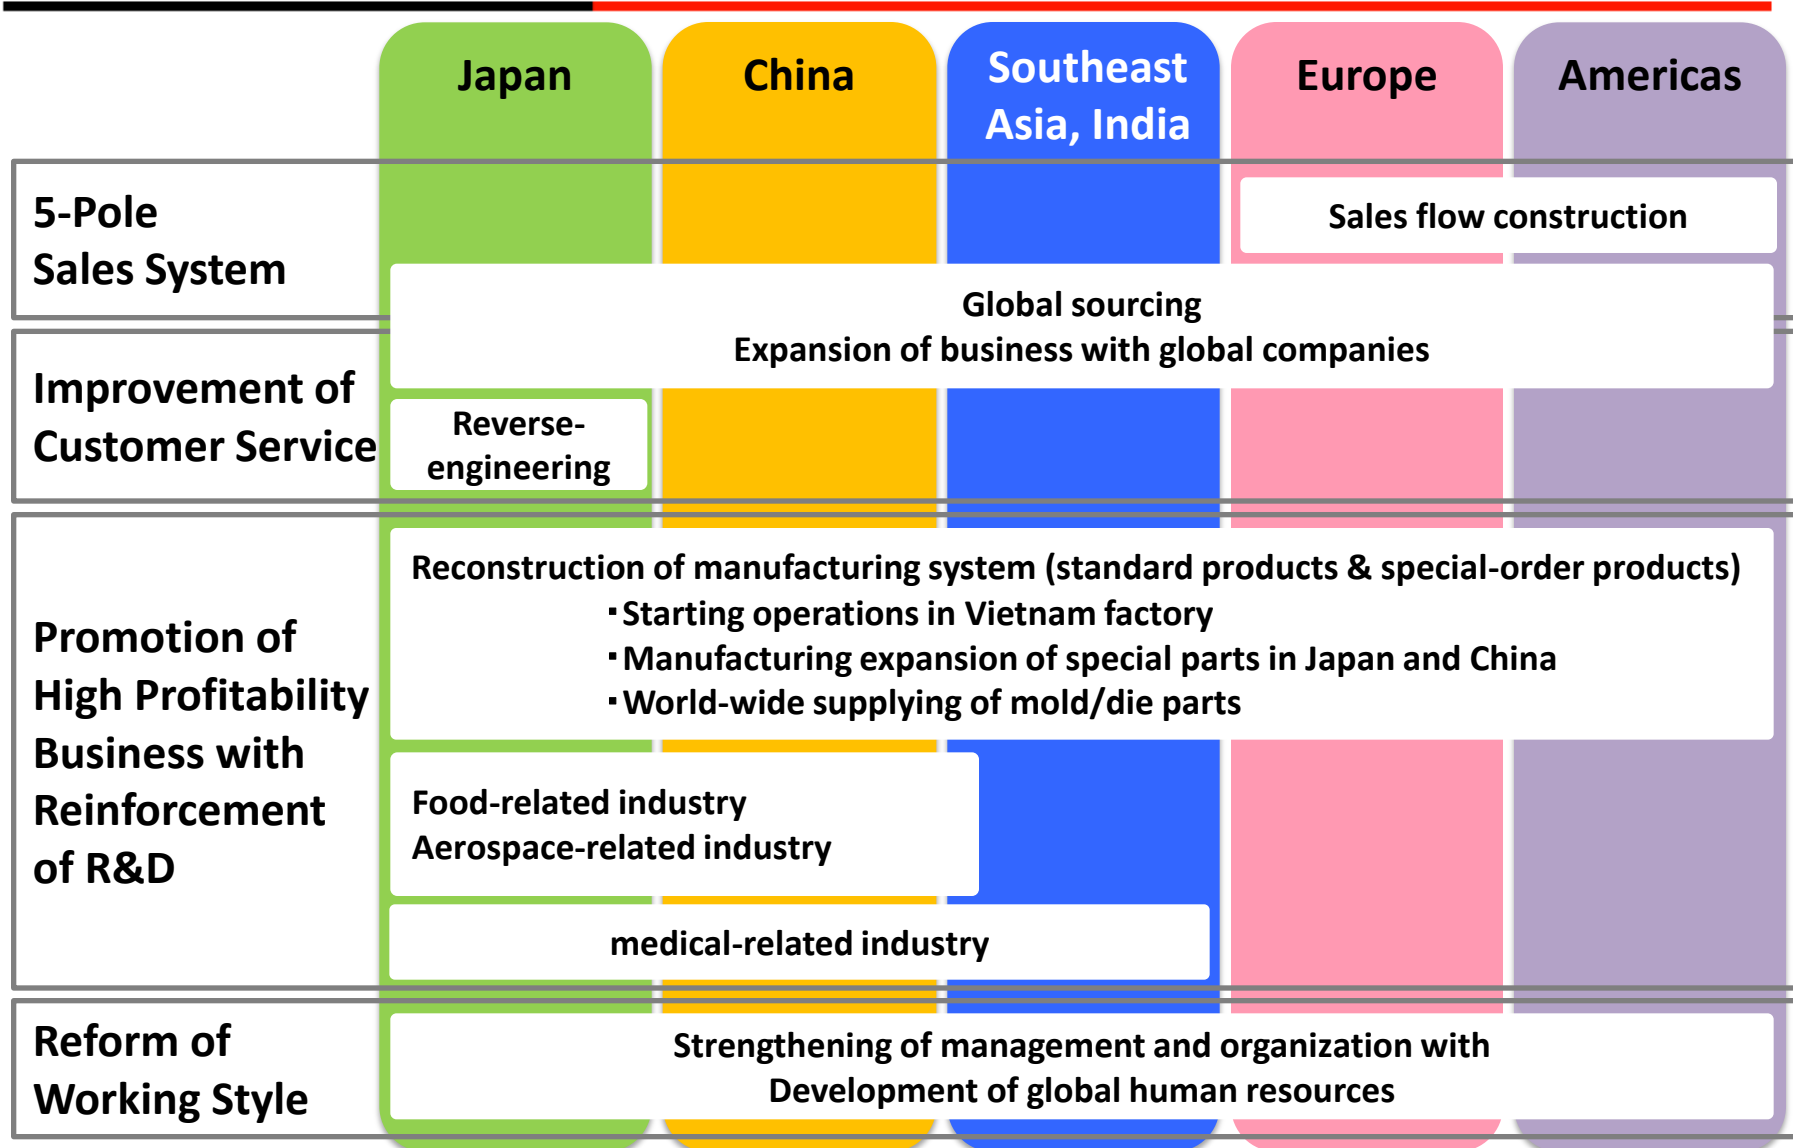 Japan
China
Southeast
Asia, India
Europe
Americas
5-Pole
Sales System
Sales flow construction
Global sourcing
Expansion of business with global companies
Improvement of
Customer Service
Reverse-
engineering
Promotion of
High Profitability
Business with
Reinforcement
of R&D
Reconstruction of manufacturing system (standard products & special-order products)
・Starting operations in Vietnam factory
・Manufacturing expansion of special parts in Japan and China
・World-wide supplying of mold/die parts
Food-related industry
Aerospace-related industry
medical-related industry
Reform of
Working Style
Strengthening of management and organization with
Development of global human resources